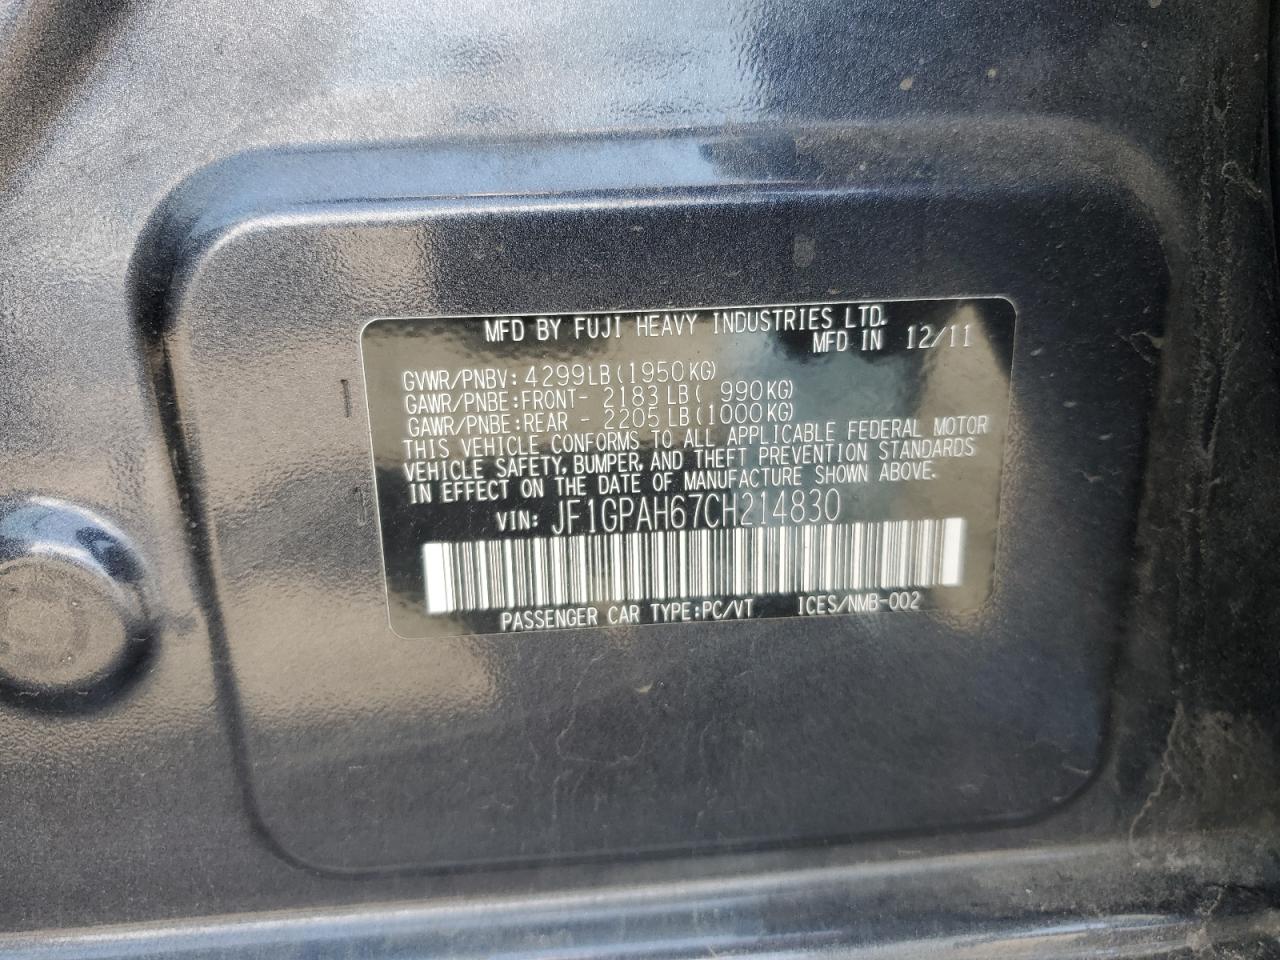 MFD BY FUJI HEAVY INDUSTRIES LTD.
MFD IN 12/11
GVWR/PNBV: 4299LB(1950KG)
GAWR/PNBE:FRONT- 2183LB( 990KG)
GAWR/PNBE:REAR - 2205LB(1000KG)
THIS VEHICLE CONFORMS TO ALL APPLICABLE FEDERAL MOTOR
VEHICLE SAFETY, BUMPER, AND THEFT PREVENTION STANDARDS
IN EFFECT ON THE DATE OF MANUFACTURE SHOWN ABOVE.
VIN: JF1GPAH67CH214830
PASSENGER CAR TYPE:PC/VT ICES/NMB-002